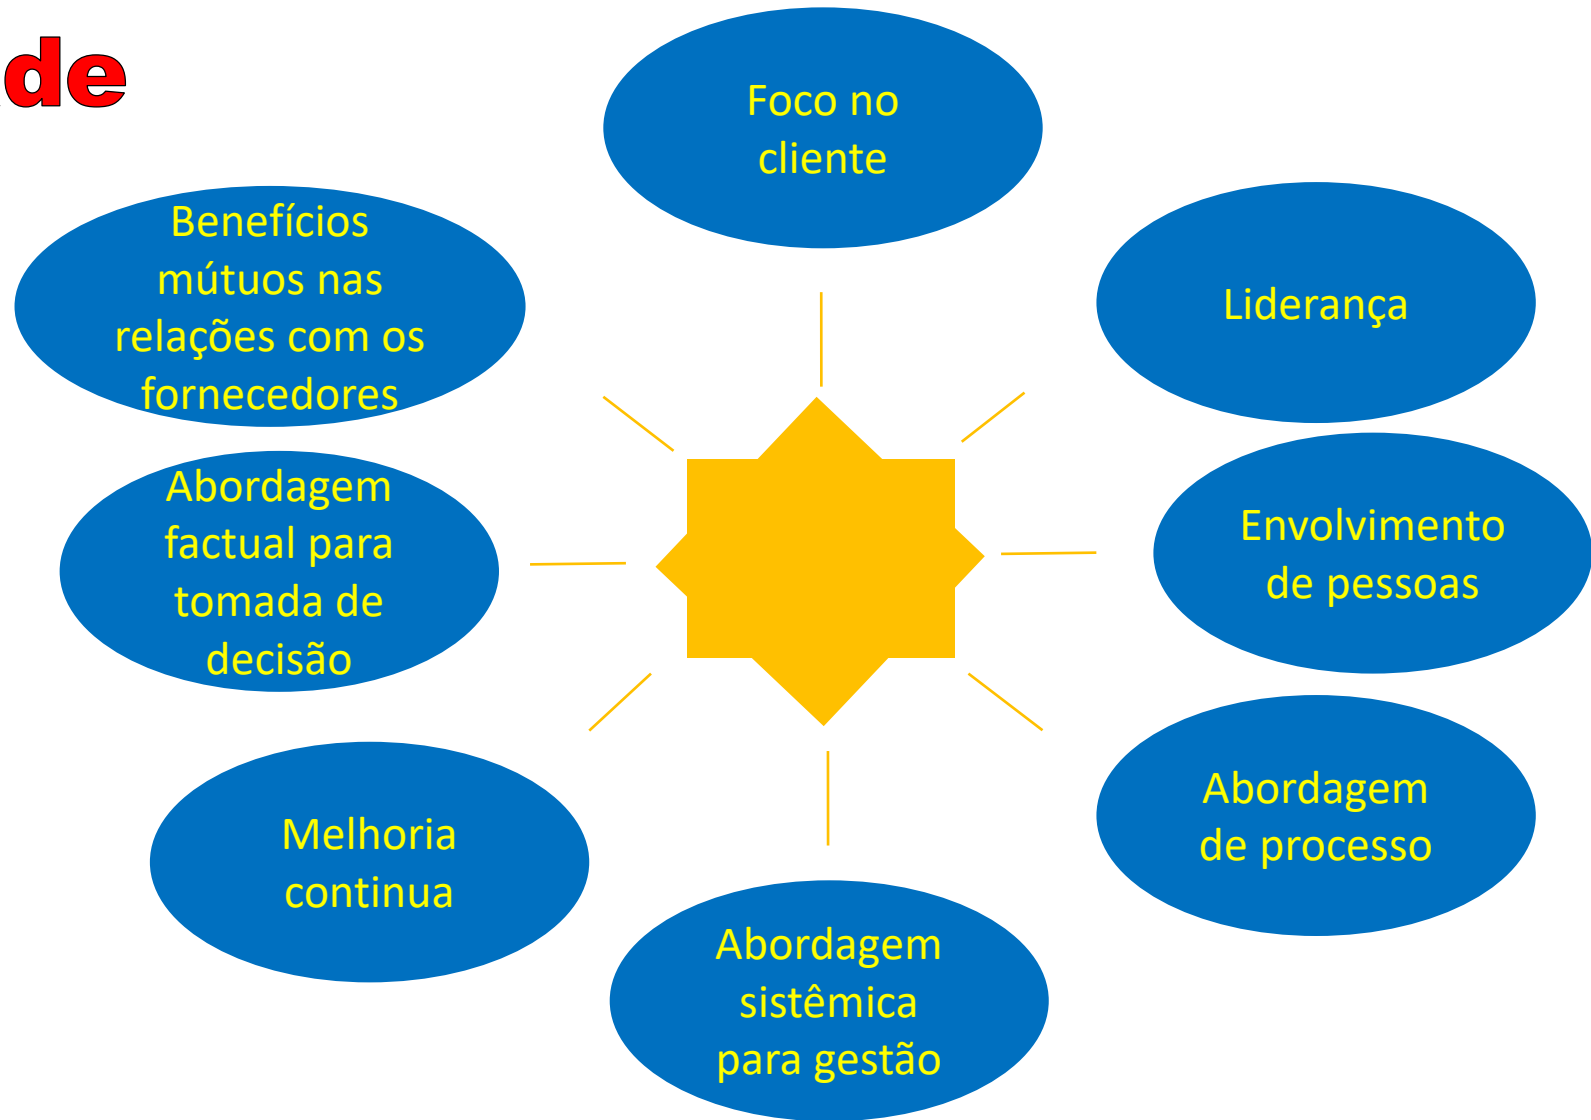 de
Foco no
cliente
Liderança
Envolvimento
de pessoas
Abordagem
de processo
Abordagem
sistêmica
para gestão
Melhoria
continua
Abordagem
factual para
tomada de
decisão
Benefícios
mútuos nas
relações com os
fornecedores